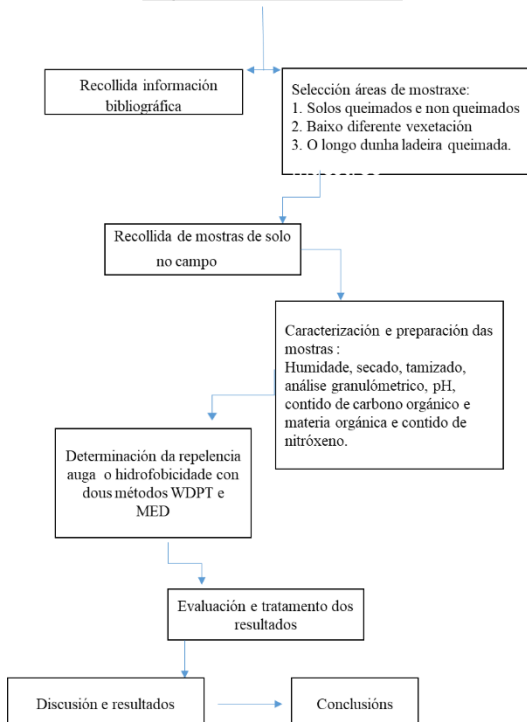 Recollida información
bibliográfica
Selección áreas de mostraxe:
1. Solos queimados e non queimados
2. Baixo diferente vexetación
3. O longo dunha ladeira queimada.
Recollida de mostras de solo
no campo
Caracterización e preparación das
mostras :
Humidade, secado, tamizado,
análise granulómetrico, pH,
contido de carbono orgánico e
materia orgánica e contido de
nitróxeno.
Determinación da repelencia
auga o hidrofobicidade con
dous métodos WDPT e
MED
Evaluación e tratamento dos
resultados
Discusión e resultados
Conclusións